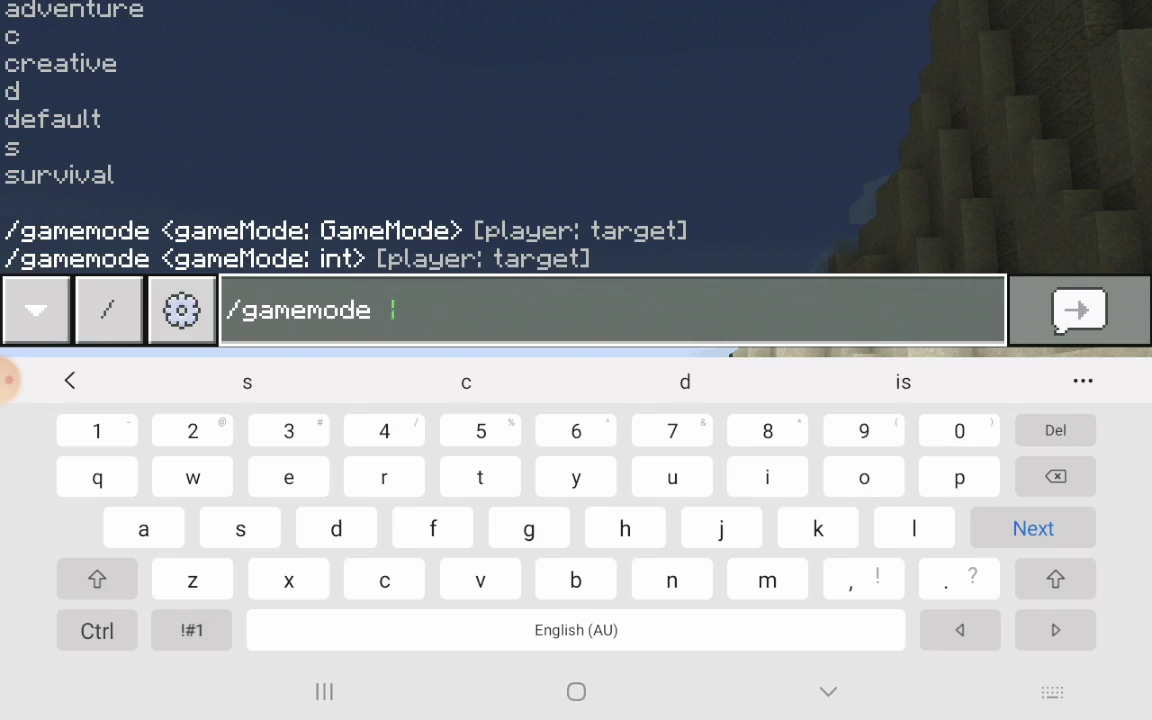 adventure
c
creative
d
default
s
survival
/gamemode <gameMode: GameMode> [player: target]
/gamemode <gameMode: int> [player: target]
/ /gamemode
s c d is ...
1 - 2 @ 3 # 4 / 5 % 6 ^ 7 & 8 * 9 ( 0 ) Del
q w e r t y u i o p
a s d f g h j k l Next
z x c v b n m , ! . ?
Ctrl !#1 English (AU)